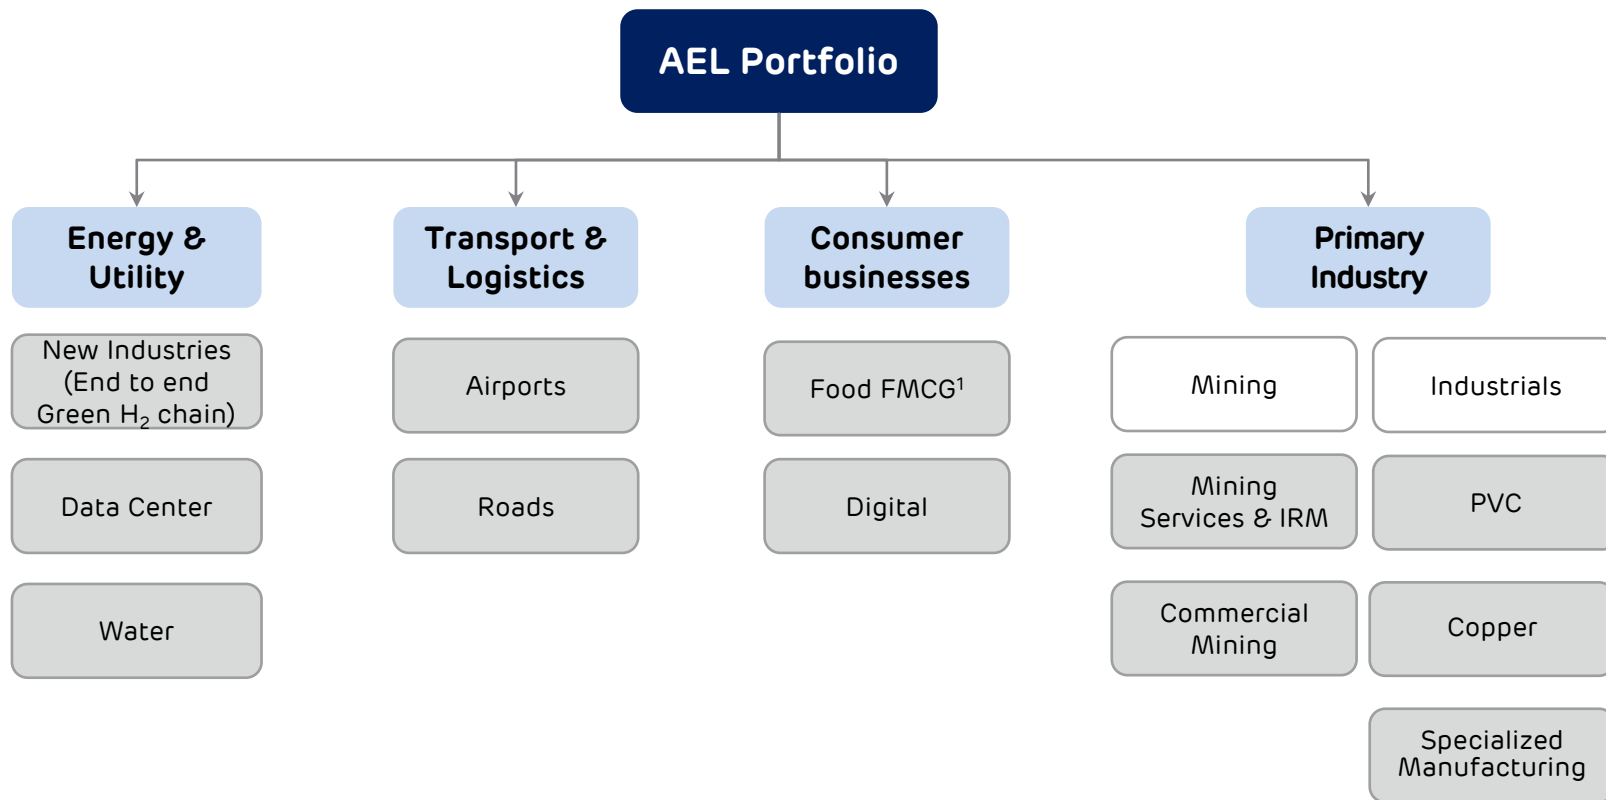 AEL Portfolio
Energy &
Utility
Transport &
Logistics
Consumer
businesses
Primary
Industry
New Industries
(End to end
Green H₂ chain)
Data Center
Water
Airports
Roads
Food FMCG¹
Digital
Mining
Mining
Services & IRM
Commercial
Mining
Industrials
PVC
Copper
Specialized
Manufacturing